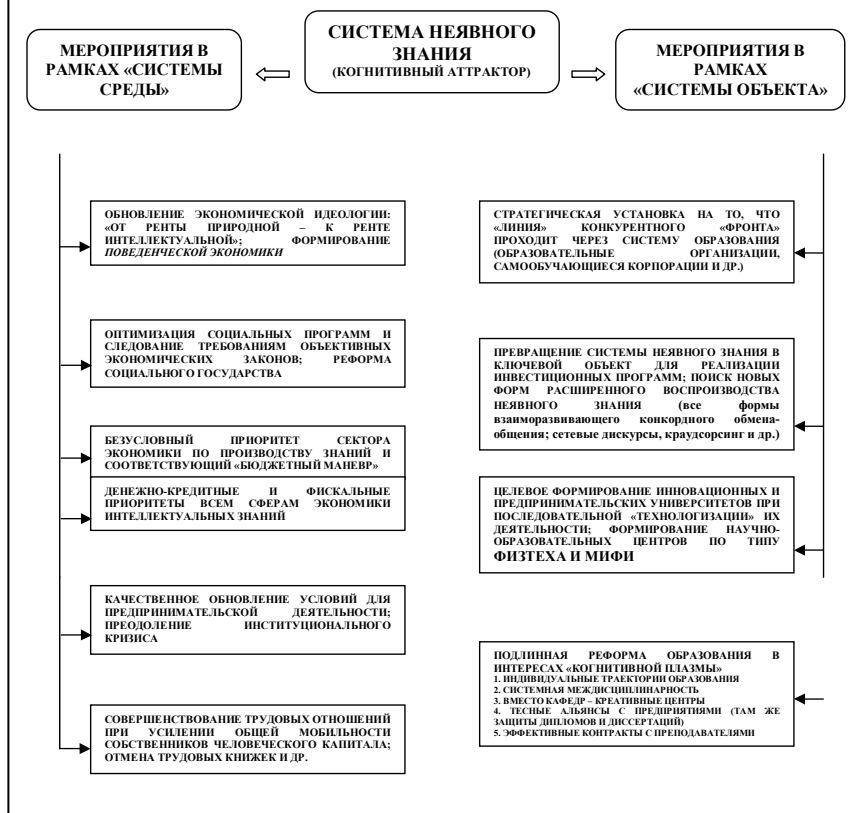 СИСТЕМА НЕЯВНОГО
ЗНАНИЯ
(КОГНИТИВНЫЙ АТТРАКТОР)
МЕРОПРИЯТИЯ В
РАМКАХ «СИСТЕМЫ
СРЕДЫ»
МЕРОПРИЯТИЯ В
РАМКАХ
«СИСТЕМЫ ОБЪЕКТА»
ОБНОВЛЕНИЕ ЭКОНОМИЧЕСКОЙ ИДЕОЛОГИИ:
«ОТ РЕНТЫ ПРИРОДНОЙ – К РЕНТЕ
ИНТЕЛЛЕКТУАЛЬНОЙ»; ФОРМИРОВАНИЕ
ПОВЕДЕНЧЕСКОЙ ЭКОНОМИКИ
ОПТИМИЗАЦИЯ СОЦИАЛЬНЫХ ПРОГРАММ И
СЛЕДОВАНИЕ ТРЕБОВАНИЯМ ОБЪЕКТИВНЫХ
ЭКОНОМИЧЕСКИХ ЗАКОНОВ; РЕФОРМА
СОЦИАЛЬНОГО ГОСУДАРСТВА
БЕЗУСЛОВНЫЙ ПРИОРИТЕТ СЕКТОРА
ЭКОНОМИКИ ПО ПРОИЗВОДСТВУ ЗНАНИЙ И
СООТВЕТСТВУЮЩИЙ «БЮДЖЕТНЫЙ МАНЕВР»
ДЕНЕЖНО-КРЕДИТНЫЕ И ФИСКАЛЬНЫЕ
ПРИОРИТЕТЫ ВСЕМ СФЕРАМ ЭКОНОМИКИ
ИНТЕЛЛЕКТУАЛЬНЫХ ЗНАНИЙ
КАЧЕСТВЕННОЕ ОБНОВЛЕНИЕ УСЛОВИЙ ДЛЯ
ПРЕДПРИНИМАТЕЛЬСКОЙ ДЕЯТЕЛЬНОСТИ;
ПРЕОДОЛЕНИЕ ИНСТИТУЦИОНАЛЬНОГО
КРИЗИСА
СОВЕРШЕНСТВОВАНИЕ ТРУДОВЫХ ОТНОШЕНИЙ
ПРИ УСИЛЕНИИ ОБЩЕЙ МОБИЛЬНОСТИ
СОБСТВЕННИКОВ ЧЕЛОВЕЧЕСКОГО КАПИТАЛА;
ОТМЕНА ТРУДОВЫХ КНИЖЕК И ДР.
СТРАТЕГИЧЕСКАЯ УСТАНОВКА НА ТО, ЧТО
«ЛИНИЯ» КОНКУРЕНТНОГО «ФРОНТА»
ПРОХОДИТ ЧЕРЕЗ СИСТЕМУ ОБРАЗОВАНИЯ
(ОБРАЗОВАТЕЛЬНЫЕ ОРГАНИЗАЦИИ,
САМООБУЧАЮЩИЕСЯ КОРПОРАЦИИ И ДР.)
ПРЕВРАЩЕНИЕ СИСТЕМЫ НЕЯВНОГО ЗНАНИЯ В
КЛЮЧЕВОЙ ОБЪЕКТ ДЛЯ РЕАЛИЗАЦИИ
ИНВЕСТИЦИОННЫХ ПРОГРАММ; ПОИСК НОВЫХ
ФОРМ РАСШИРЕННОГО ВОСПРОИЗВОДСТВА
НЕЯВНОГО ЗНАНИЯ (все формы
взаиморазвивающего конкордного обмена-
общения; сетевые дискурсы, краудсорсинг и др.)
ЦЕЛЕВОЕ ФОРМИРОВАНИЕ ИННОВАЦИОННЫХ И
ПРЕДПРИНИМАТЕЛЬСКИХ УНИВЕРСИТЕТОВ ПРИ
ПОСЛЕДОВАТЕЛЬНОЙ «ТЕХНОЛОГИЗАЦИИ» ИХ
ДЕЯТЕЛЬНОСТИ; ФОРМИРОВАНИЕ НАУЧНО-
ОБРАЗОВАТЕЛЬНЫХ ЦЕНТРОВ ПО ТИПУ
ФИЗТЕХА И МИФИ
ПОДЛИННАЯ РЕФОРМА ОБРАЗОВАНИЯ В
ИНТЕРЕСАХ «КОГНИТИВНОЙ ПЛАЗМЫ»
1. ИНДИВИДУАЛЬНЫЕ ТРАЕКТОРИИ ОБРАЗОВАНИЯ
2. СИСТЕМНАЯ МЕЖДИСЦИПЛИНАРНОСТЬ
3. ВМЕСТО КАФЕДР – КРЕАТИВНЫЕ ЦЕНТРЫ
4. ТЕСНЫЕ АЛЬЯНСЫ С ПРЕДПРИЯТИЯМИ (ТАМ ЖЕ
ЗАЩИТЫ ДИПЛОМОВ И ДИССЕРТАЦИЙ)
5. ЭФФЕКТИВНЫЕ КОНТРАКТЫ С ПРЕПОДАВАТЕЛЯМИ